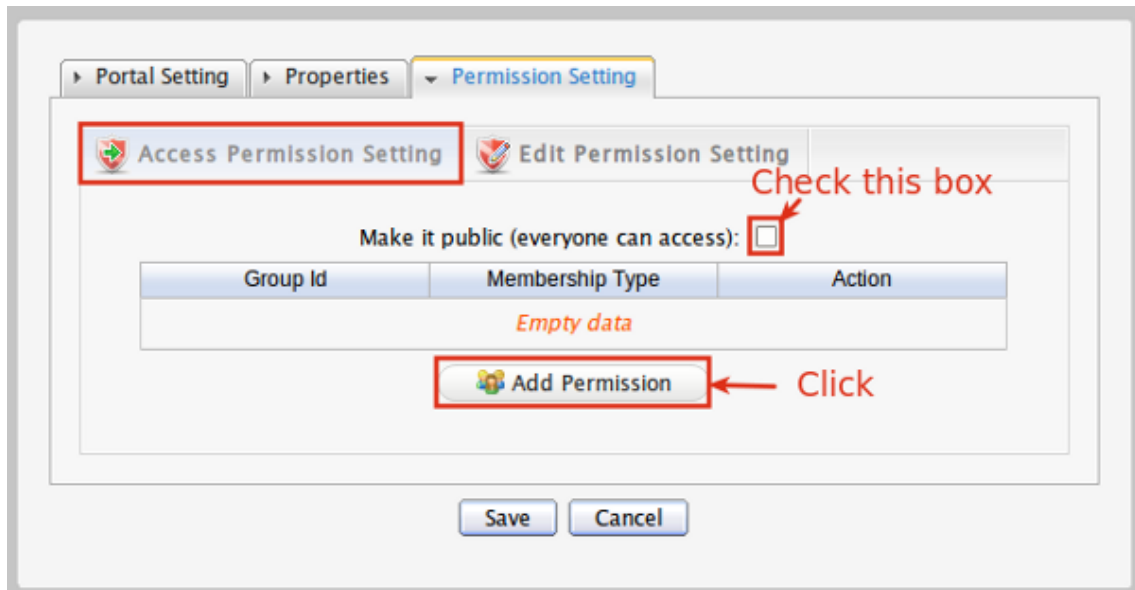 Portal Setting Properties Permission Setting
Access Permission Setting Edit Permission Setting
Check this box
Make it public (everyone can access):
Group Id Membership Type Action
Empty data
Add Permission Click
Save Cancel